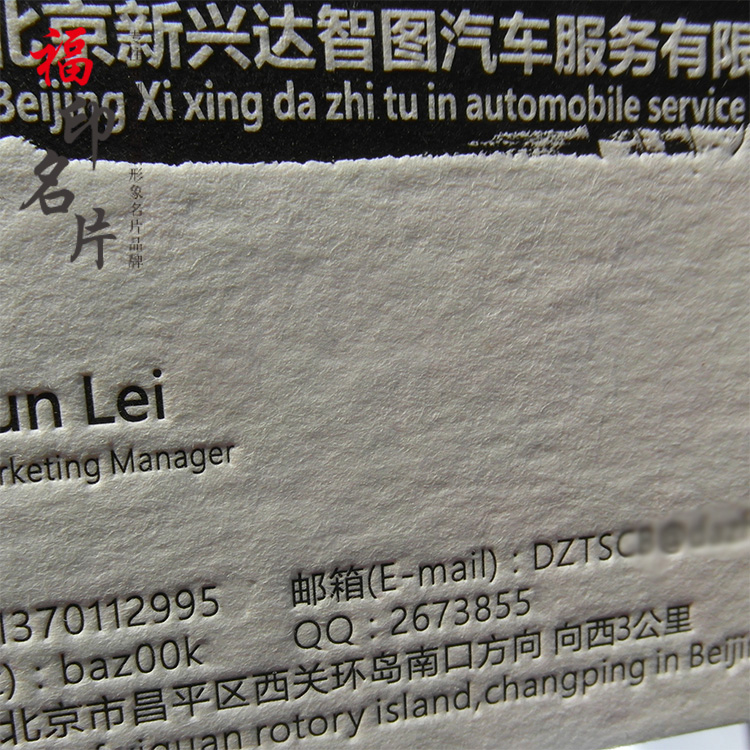 北京新兴达智图汽车服务有限
Beijing Xi xing da zhi tu in automobile service
福印名片
形象名片品牌
un Lei
rketing Manager
1370112995
邮箱(E-mail) : DZTSC
) : baz00k
QQ : 2673855
北京市昌平区西关环岛南口方向 向西3公里
rotory island,changping in Beijin